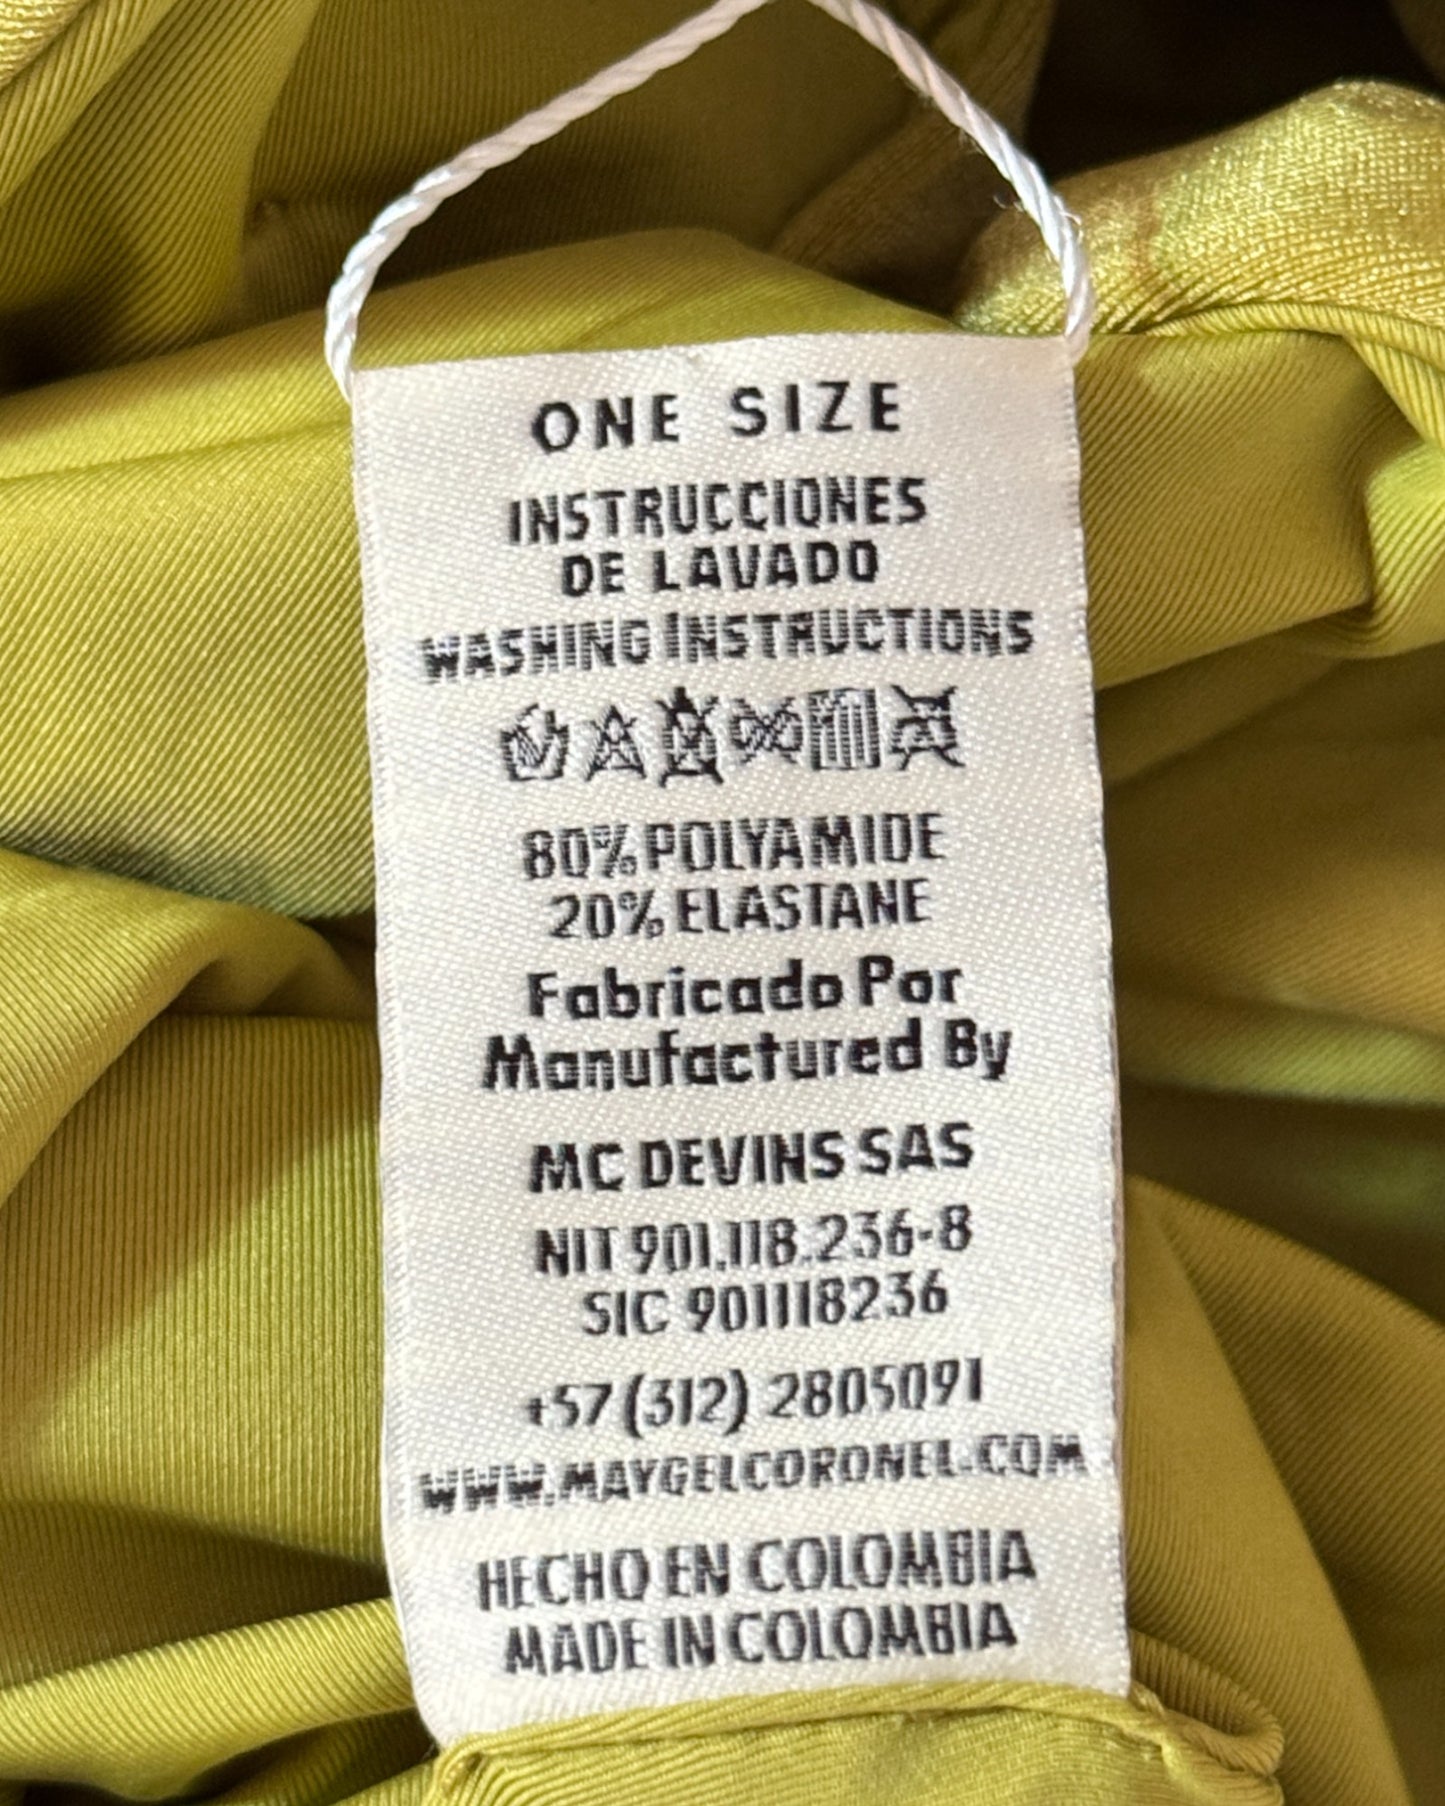 ONE SIZE
INSTRUCCIONES
DE LAVADO
WASHING INSTRUCTIONS
80% POLYAMIDE
20% ELASTANE
Fabricado Por
Manufactured By
MC DEVINS SAS
NIT 901.118.236-8
SIC 901118236
+57 (312) 2805091
WWW.MAYGELCORONEL.COM
HECHO EN COLOMBIA
MADE IN COLOMBIA